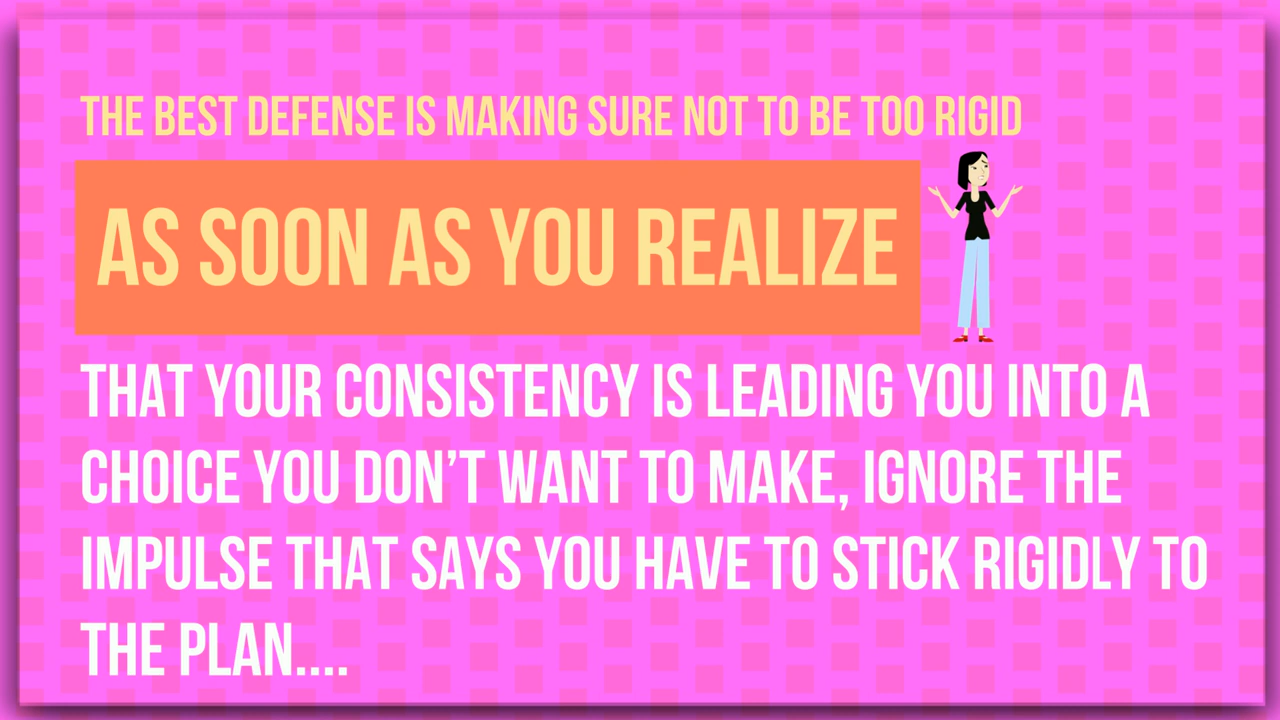 THE BEST DEFENSE IS MAKING SURE NOT TO BE TOO RIGID
AS SOON AS YOU REALIZE
THAT YOUR CONSISTENCY IS LEADING YOU INTO A
CHOICE YOU DON’T WANT TO MAKE, IGNORE THE
IMPULSE THAT SAYS YOU HAVE TO STICK RIGIDLY TO
THE PLAN....